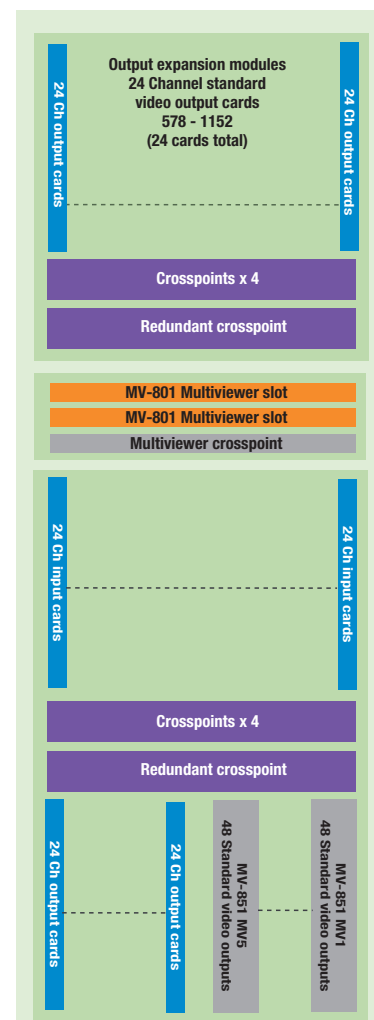 Output expansion modules
24 Channel standard
video output cards
578 - 1152
(24 cards total)
24 Ch output cards
24 Ch output cards
Crosspoints x 4
Redundant crosspoint
MV-801 Multiviewer slot
MV-801 Multiviewer slot
Multiviewer crosspoint
24 Ch input cards
24 Ch input cards
Crosspoints x 4
Redundant crosspoint
24 Ch output cards
24 Ch output cards
MV-851 MV5
48 Standard video outputs
MV-851 MV1
48 Standard video outputs